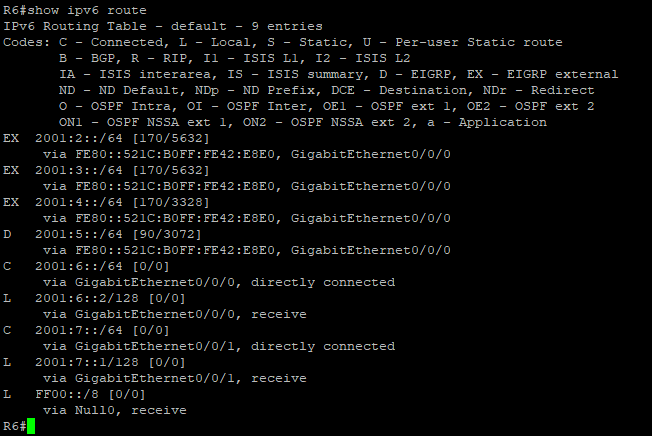 R6#show ipv6 route
IPv6 Routing Table - default - 9 entries
Codes: C - Connected, L - Local, S - Static, U - Per-user Static route
       B - BGP, R - RIP, I1 - ISIS L1, I2 - ISIS L2
       IA - ISIS interarea, IS - ISIS summary, D - EIGRP, EX - EIGRP external
       ND - ND Default, NDp - ND Prefix, DCE - Destination, NDr - Redirect
       O - OSPF Intra, OI - OSPF Inter, OE1 - OSPF ext 1, OE2 - OSPF ext 2
       ON1 - OSPF NSSA ext 1, ON2 - OSPF NSSA ext 2, a - Application
EX  2001:2::/64 [170/5632]
     via FE80::521C:B0FF:FE42:E8E0, GigabitEthernet0/0/0
EX  2001:3::/64 [170/5632]
     via FE80::521C:B0FF:FE42:E8E0, GigabitEthernet0/0/0
EX  2001:4::/64 [170/3328]
     via FE80::521C:B0FF:FE42:E8E0, GigabitEthernet0/0/0
D   2001:5::/64 [90/3072]
     via FE80::521C:B0FF:FE42:E8E0, GigabitEthernet0/0/0
C   2001:6::/64 [0/0]
     via GigabitEthernet0/0/0, directly connected
L   2001:6::2/128 [0/0]
     via GigabitEthernet0/0/0, receive
C   2001:7::/64 [0/0]
     via GigabitEthernet0/0/1, directly connected
L   2001:7::1/128 [0/0]
     via GigabitEthernet0/0/1, receive
L   FF00::/8 [0/0]
     via Null0, receive
R6#